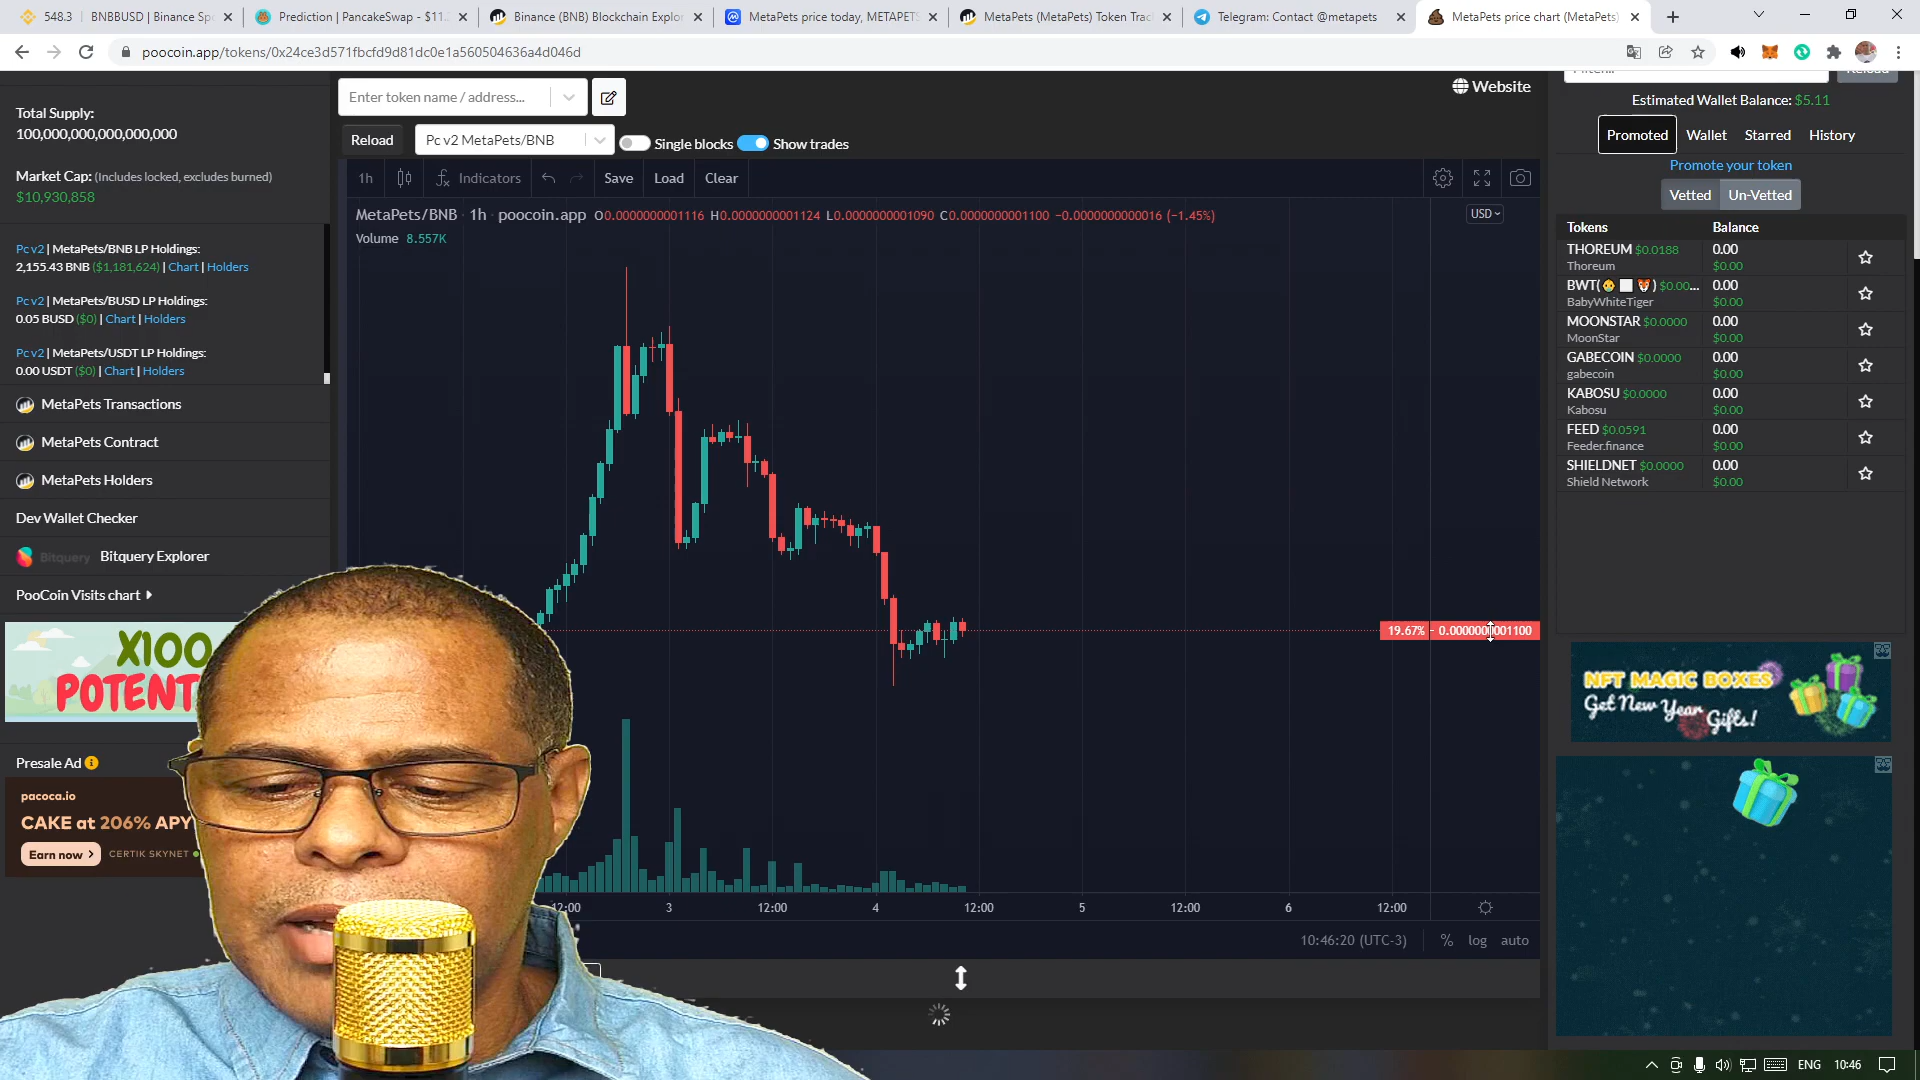 548.3 BNBBUSD | Binance Sp
Prediction | PancakeSwap - $11.
Binance (BNB) Blockchain Explor
MetaPets price today, METAPETS
MetaPets (MetaPets) Token Trac
Telegram: Contact @metapets
MetaPets price chart (MetaPets)
poocoin.app/tokens/0x24ce3d571fbcfd9d81dc0e1a560504636a4d046d
Total Supply:
100,000,000,000,000,000
Market Cap: (Includes locked, excludes burned)
$10,930,858
Pc v2 | MetaPets/BNB LP Holdings:
2,155.43 BNB ($1,181,624) | Chart | Holders
Pc v2 | MetaPets/BUSD LP Holdings:
0.05 BUSD ($0) | Chart | Holders
Pc v2 | MetaPets/USDT LP Holdings:
0.00 USDT ($0) | Chart | Holders
MetaPets Transactions
MetaPets Contract
MetaPets Holders
Dev Wallet Checker
Bitquery Bitquery Explorer
PooCoin Visits chart
X100
POTENT
Presale Ad
pacoca.io
CAKE at 206% APY
Earn now >
CERTIK SKYNET
Enter token name / address...
Website
Reload
Pc v2 MetaPets/BNB
Single blocks
Show trades
1h
Indicators
Save
Load
Clear
MetaPets/BNB · 1h · poocoin.app O0.0000000001116 H0.0000000001124 L0.0000000001090 C0.0000000001100 −0.0000000000016 (−1.45%)
USD
Volume 8.557K
19.67%
12:00 3 12:00 4 12:00 5 12:00 6 12:00
10:46:20 (UTC-3) % log auto
Reload
Estimated Wallet Balance: $5.11
Promoted Wallet Starred History
Promote your token
Vetted Un-Vetted
Tokens Balance
THOREUM $0.0188 0.00
Thoreum $0.00
BWT( ) $0.00... 0.00
BabyWhiteTiger $0.00
MOONSTAR $0.0000 0.00
MoonStar $0.00
GABECOIN $0.0000 0.00
gabecoin $0.00
KABOSU $0.0000 0.00
Kabosu $0.00
FEED $0.0591 0.00
Feeder.finance $0.00
SHIELDNET $0.0000 0.00
Shield Network $0.00
NFT MAGIC BOXES
Get New Year Gifts!
ENG 10:46